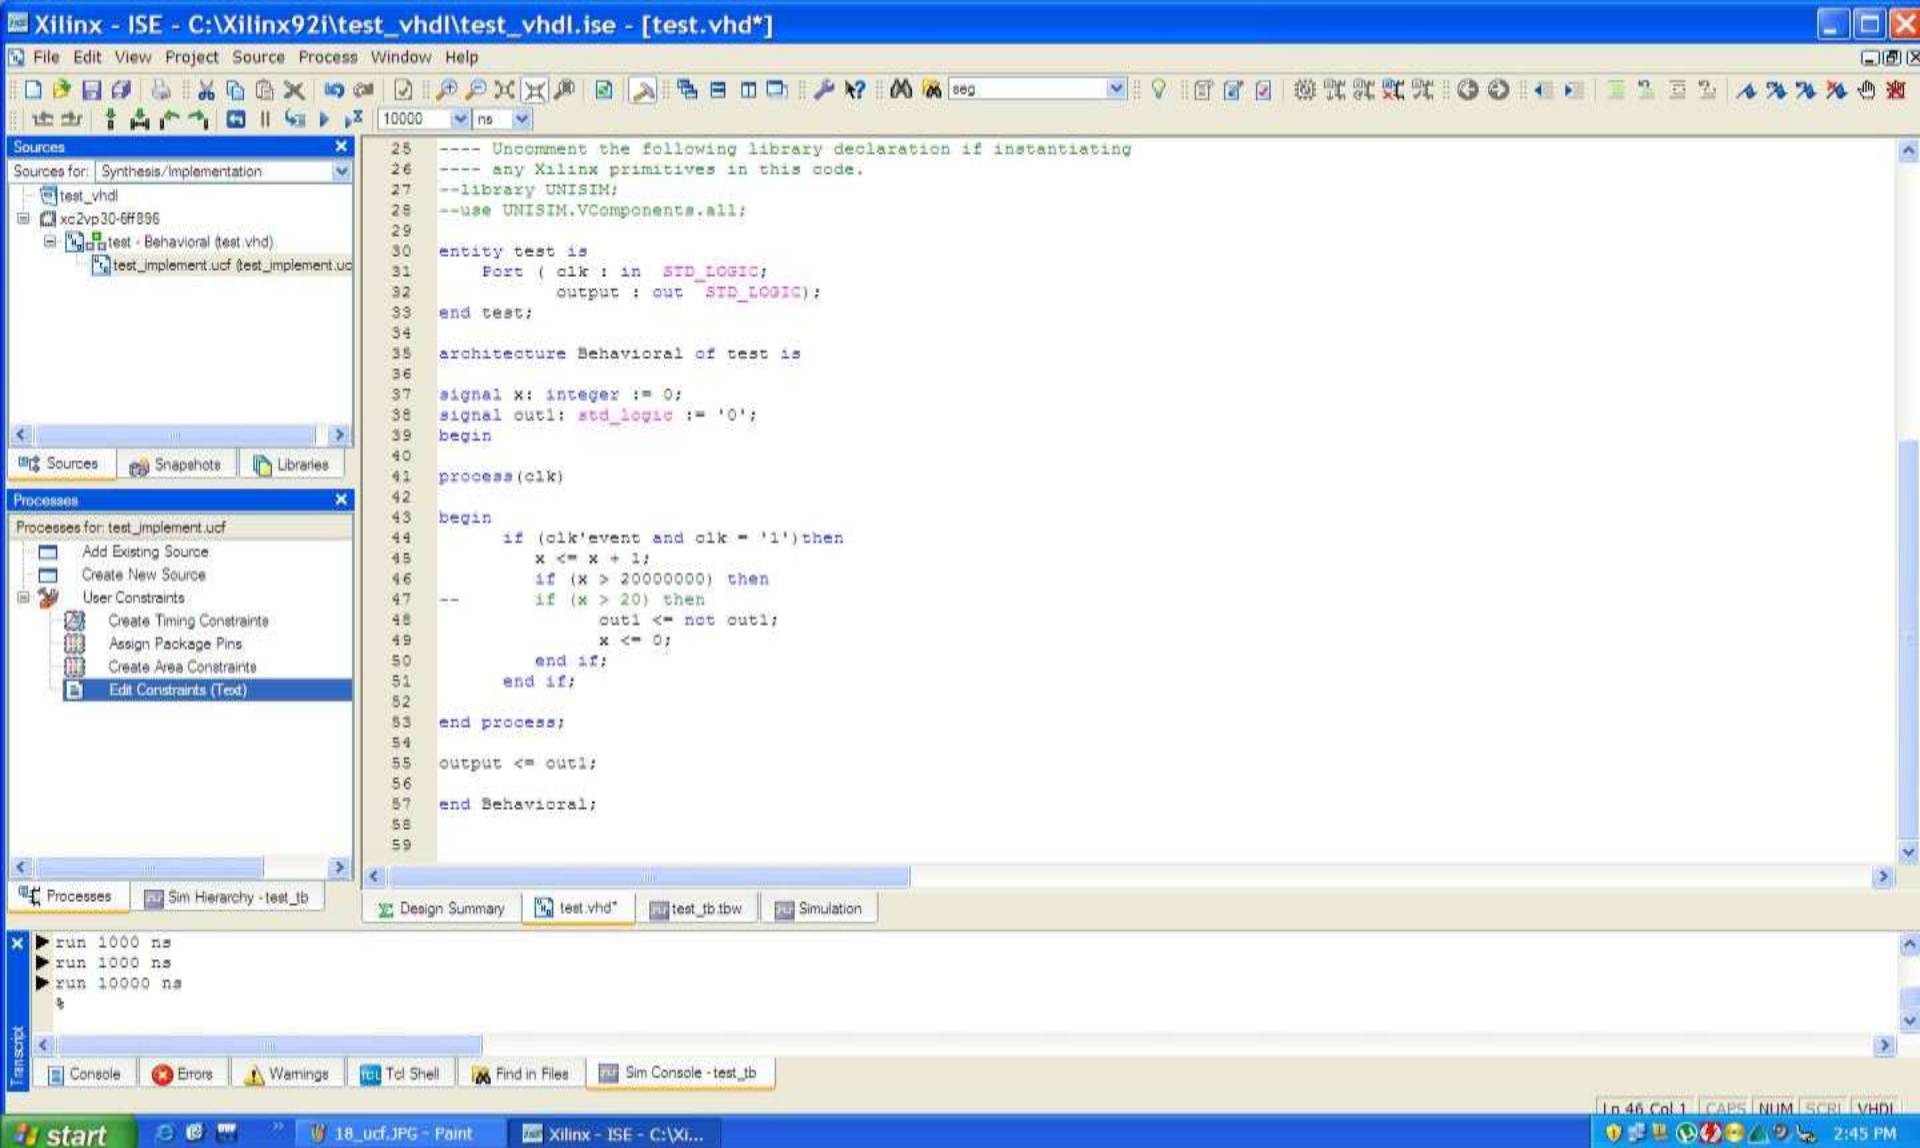 Xilinx - ISE - C:\Xilinx92i\test_vhdl\test_vhdl.ise - [test.vhd*]
File Edit View Project Source Process Window Help
seg
10000 ns
Sources
Sources for: Synthesis/Implementation
test_vhdl
xc2vp30-6ff896
test - Behavioral (test.vhd)
test_implement.ucf (test_implement.uc
Sources Snapshots Libraries
Processes
Processes for: test_implement.ucf
Add Existing Source
Create New Source
User Constraints
Create Timing Constraints
Assign Package Pins
Create Area Constraints
Edit Constraints (Text)
Processes Sim Hierarchy - test_tb
25 ---- Uncomment the following library declaration if instantiating
26 ---- any Xilinx primitives in this code.
27 --library UNISIM;
28 --use UNISIM.VComponents.all;
29
30 entity test is
31 Port ( clk : in STD_LOGIC;
32 output : out STD_LOGIC);
33 end test;
34
35 architecture Behavioral of test is
36
37 signal x: integer := 0;
38 signal out1: std_logic := '0';
39 begin
40
41 process(clk)
42
43 begin
44 if (clk'event and clk = '1')then
45 x <= x + 1;
46 if (x > 20000000) then
47 -- if (x > 20) then
48 out1 <= not out1;
49 x <= 0;
50 end if;
51 end if;
52
53 end process;
54
55 output <= out1;
56
57 end Behavioral;
58
59
Design Summary test.vhd* test_tb.tbw Simulation
run 1000 ns
run 1000 ns
run 10000 ns
%
Transcript
Console Errors Warnings Tcl Shell Find in Files Sim Console - test_tb
Ln 46 Col 1 CAPS NUM SCRL VHDL
start 18_ucf.JPG - Paint Xilinx - ISE - C:\Xi... 2:45 PM